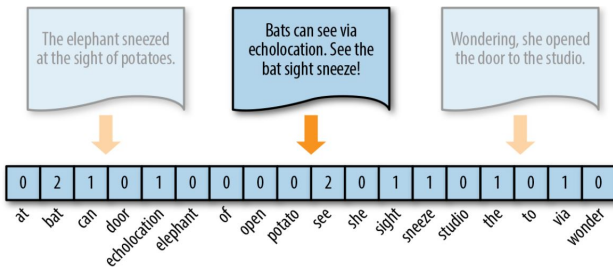 The elephant sneezed
at the sight of potatoes.
Bats can see via
echolocation. See the
bat sight sneeze!
Wondering, she opened
the door to the studio.
0 2 1 0 1 0 0 0 0 2 0 1 1 0 1 0 1 0
at bat can door echolocation elephant of open potato see she sight sneeze studio the to via wonder